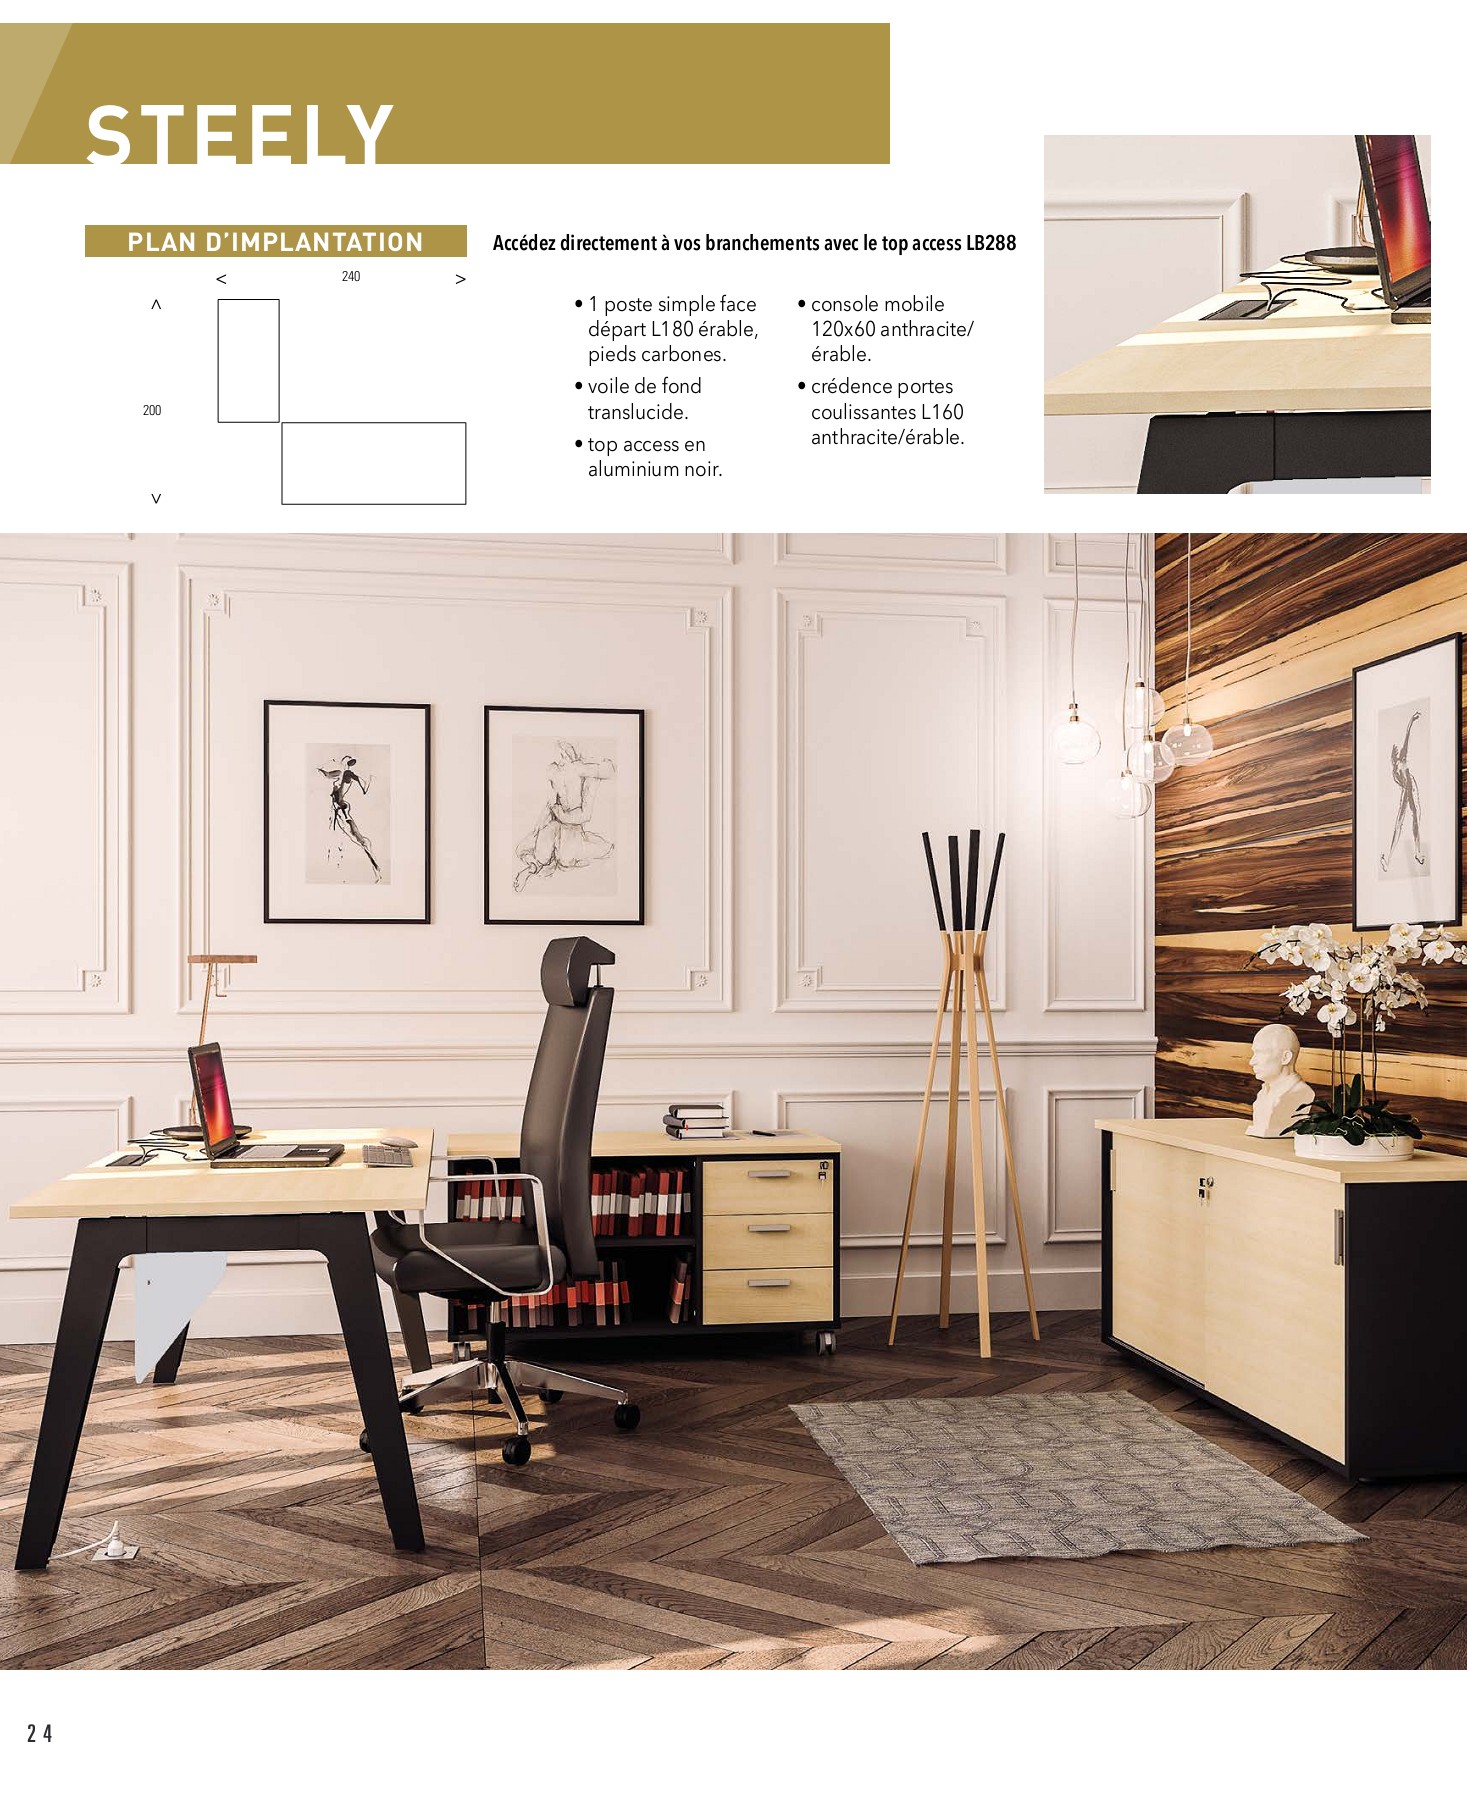 STEELY
PLAN D'IMPLANTATION
< 240 >
200
Accédez directement à vos branchements avec le top access LB288
• 1 poste simple face
départ L180 érable,
pieds carbones.
• voile de fond
translucide.
• top access en
aluminium noir.
• console mobile
120x60 anthracite/
érable.
• crédence portes
coulissantes L160
anthracite/érable.
24